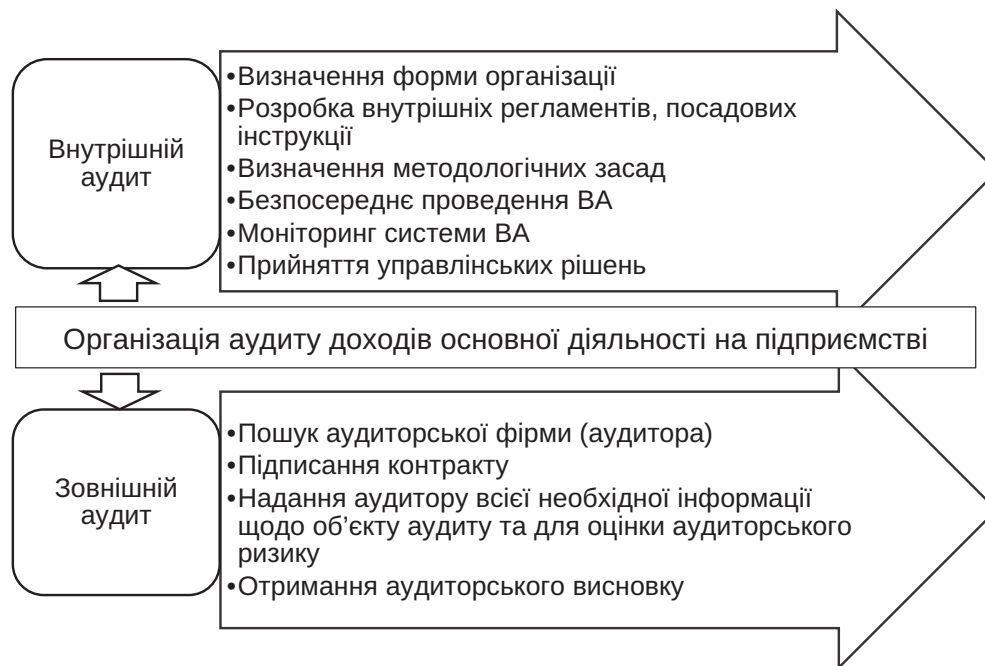 Внутрішній
аудит
•Визначення форми організації
•Розробка внутрішніх регламентів, посадових
інструкції
•Визначення методологічних засад
•Безпосереднє проведення ВА
•Моніторинг системи ВА
•Прийняття управлінських рішень
Організація аудиту доходів основної діяльності на підприємстві
Зовнішній
аудит
•Пошук аудиторської фірми (аудитора)
•Підписання контракту
•Надання аудитору всієї необхідної інформації
щодо об’єкту аудиту та для оцінки аудиторського
ризику
•Отримання аудиторського висновку